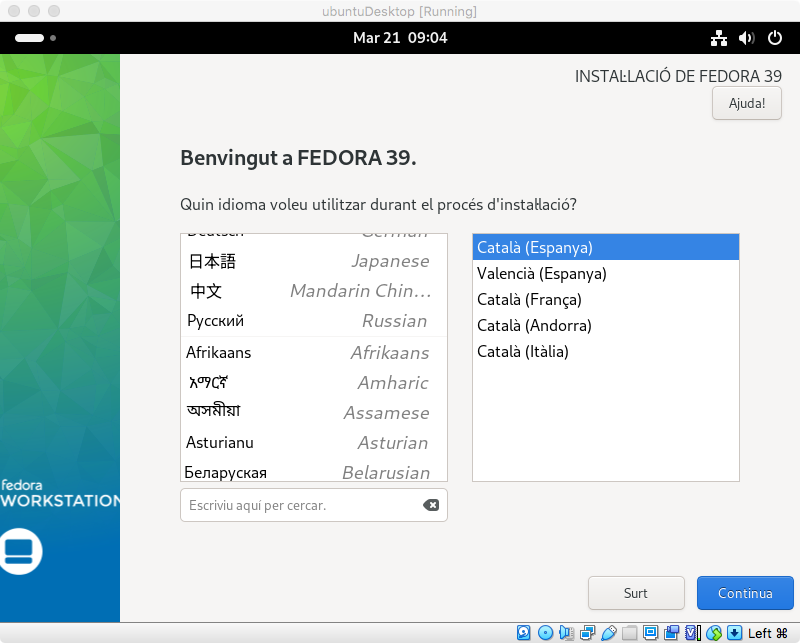 ubuntuDesktop [Running]
Mar 21 09:04
INSTAL·LACIÓ DE FEDORA 39
Ajuda!
Benvingut a FEDORA 39.
Quin idioma voleu utilitzar durant el procés d'instal·lació?
Deutsch German
日本語 Japanese
中文 Mandarin Chin...
Русский Russian
Afrikaans Afrikaans
አማርኛ Amharic
অসমীয়া Assamese
Asturianu Asturian
Беларуская Belarusian
Escriviu aquí per cercar.
Català (Espanya)
Valencià (Espanya)
Català (França)
Català (Andorra)
Català (Itàlia)
fedora
WORKSTATION
Surt
Continua
Left ⌘